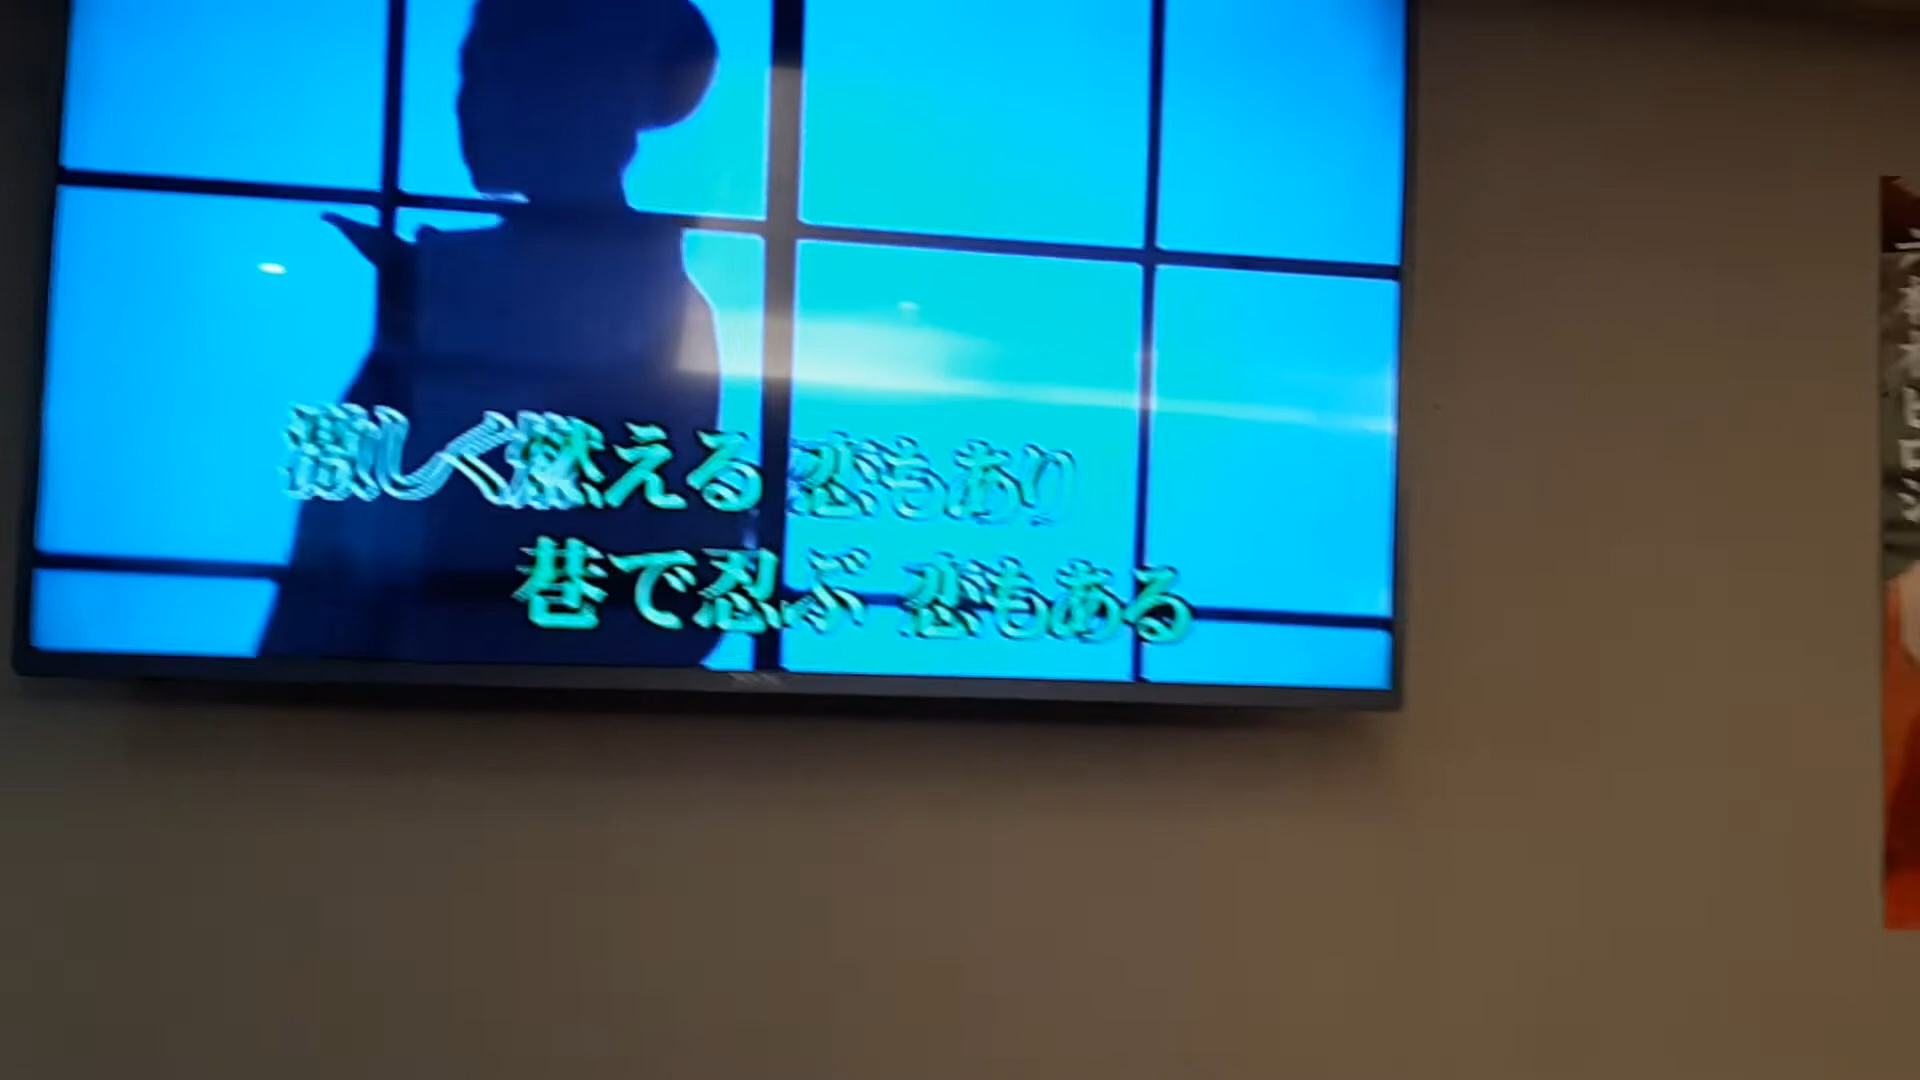 激しく燃える 恋もあり
巷で忍ぶ 恋もある